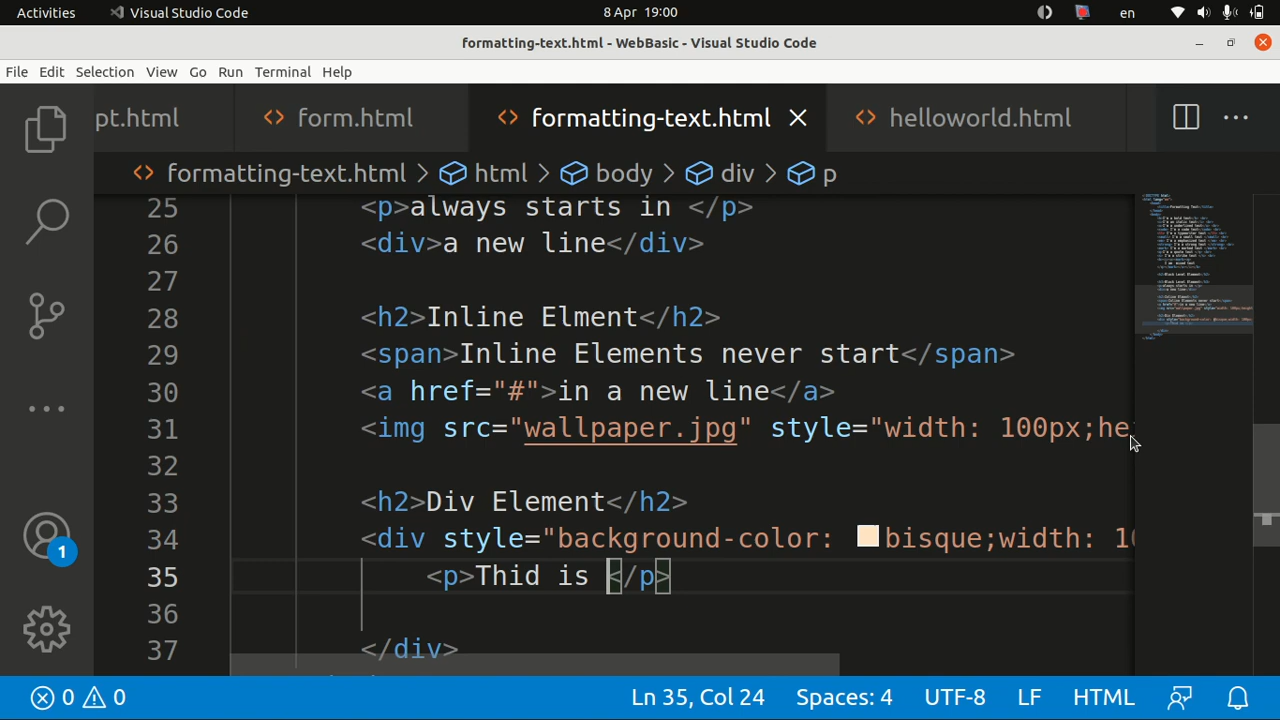 Activities Visual Studio Code 8 Apr 19:00 en
formatting-text.html - WebBasic - Visual Studio Code
File Edit Selection View Go Run Terminal Help
pt.html <> form.html <> formatting-text.html <> helloworld.html ...
<> formatting-text.html > html > body > div > p
25 <p>always starts in </p>
26 <div>a new line</div>
27
28 <h2>Inline Elment</h2>
29 <span>Inline Elements never start</span>
30 <a href="#">in a new line</a>
31 <img src="wallpaper.jpg" style="width: 100px;he
32
33 <h2>Div Element</h2>
34 <div style="background-color: bisque;width: 10
35 <p>Thid is </p>
36
37 </div>
1
0 0 Ln 35, Col 24 Spaces: 4 UTF-8 LF HTML